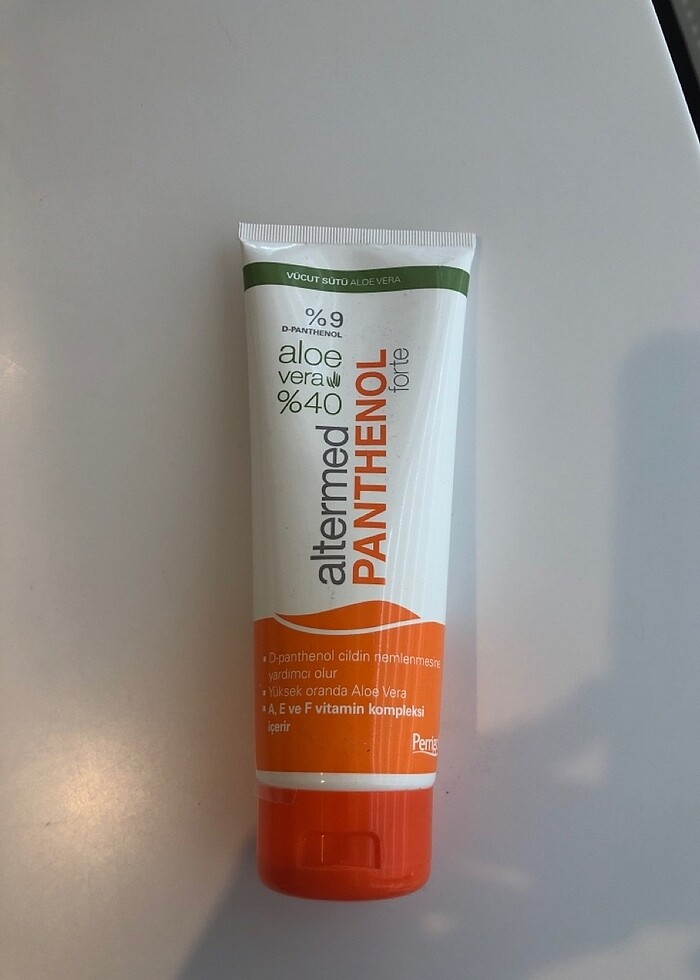 VÜCUT SÜTÜ ALOE VERA
%9
D-PANTHENOL
aloe
vera
%40
altermed
PANTHENOL
forte
D-panthenol cildin nemlenmesine
yardımcı olur
Yüksek oranda Aloe Vera
A, E ve F vitamin kompleksi
içerir